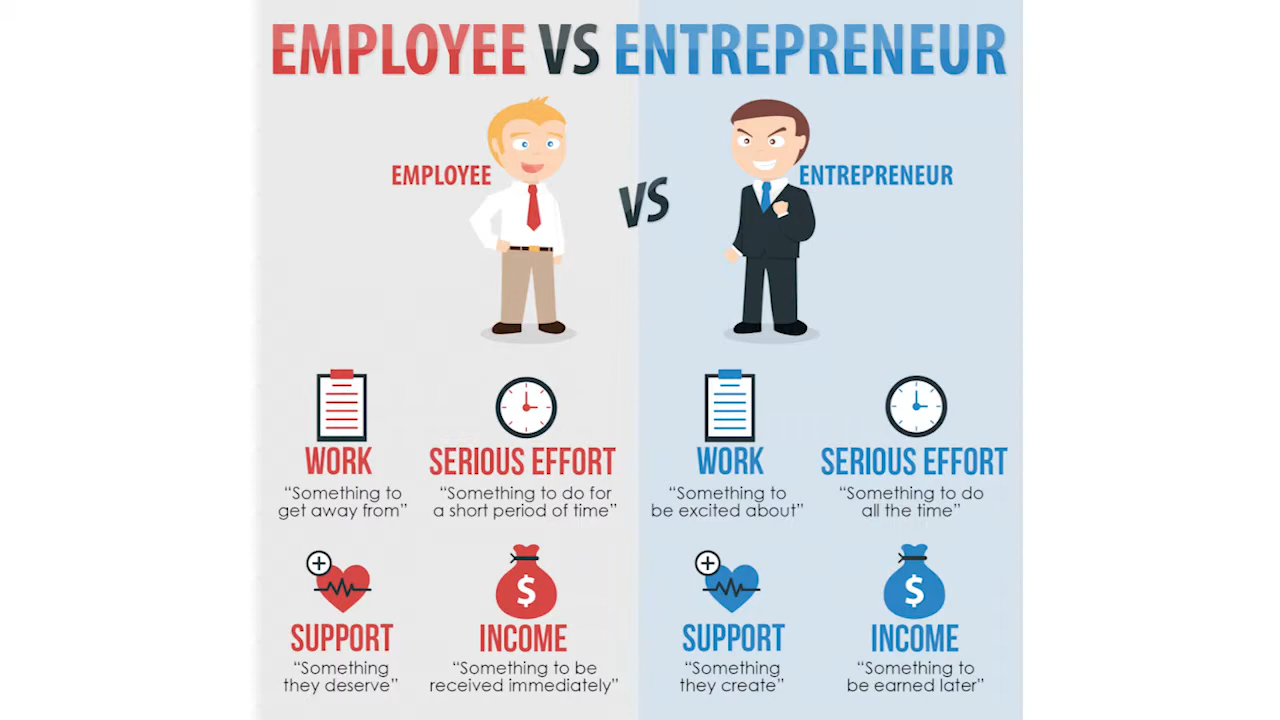 EMPLOYEE VS ENTREPRENEUR
EMPLOYEE
VS
ENTREPRENEUR
WORK
“Something to
get away from”
SERIOUS EFFORT
“Something to do for
a short period of time”
SUPPORT
“Something
they deserve”
$
INCOME
“Something to be
received immediately”
WORK
“Something to
be excited about”
SERIOUS EFFORT
“Something to do
all the time”
SUPPORT
“Something
they create”
$
INCOME
“Something to
be earned later”